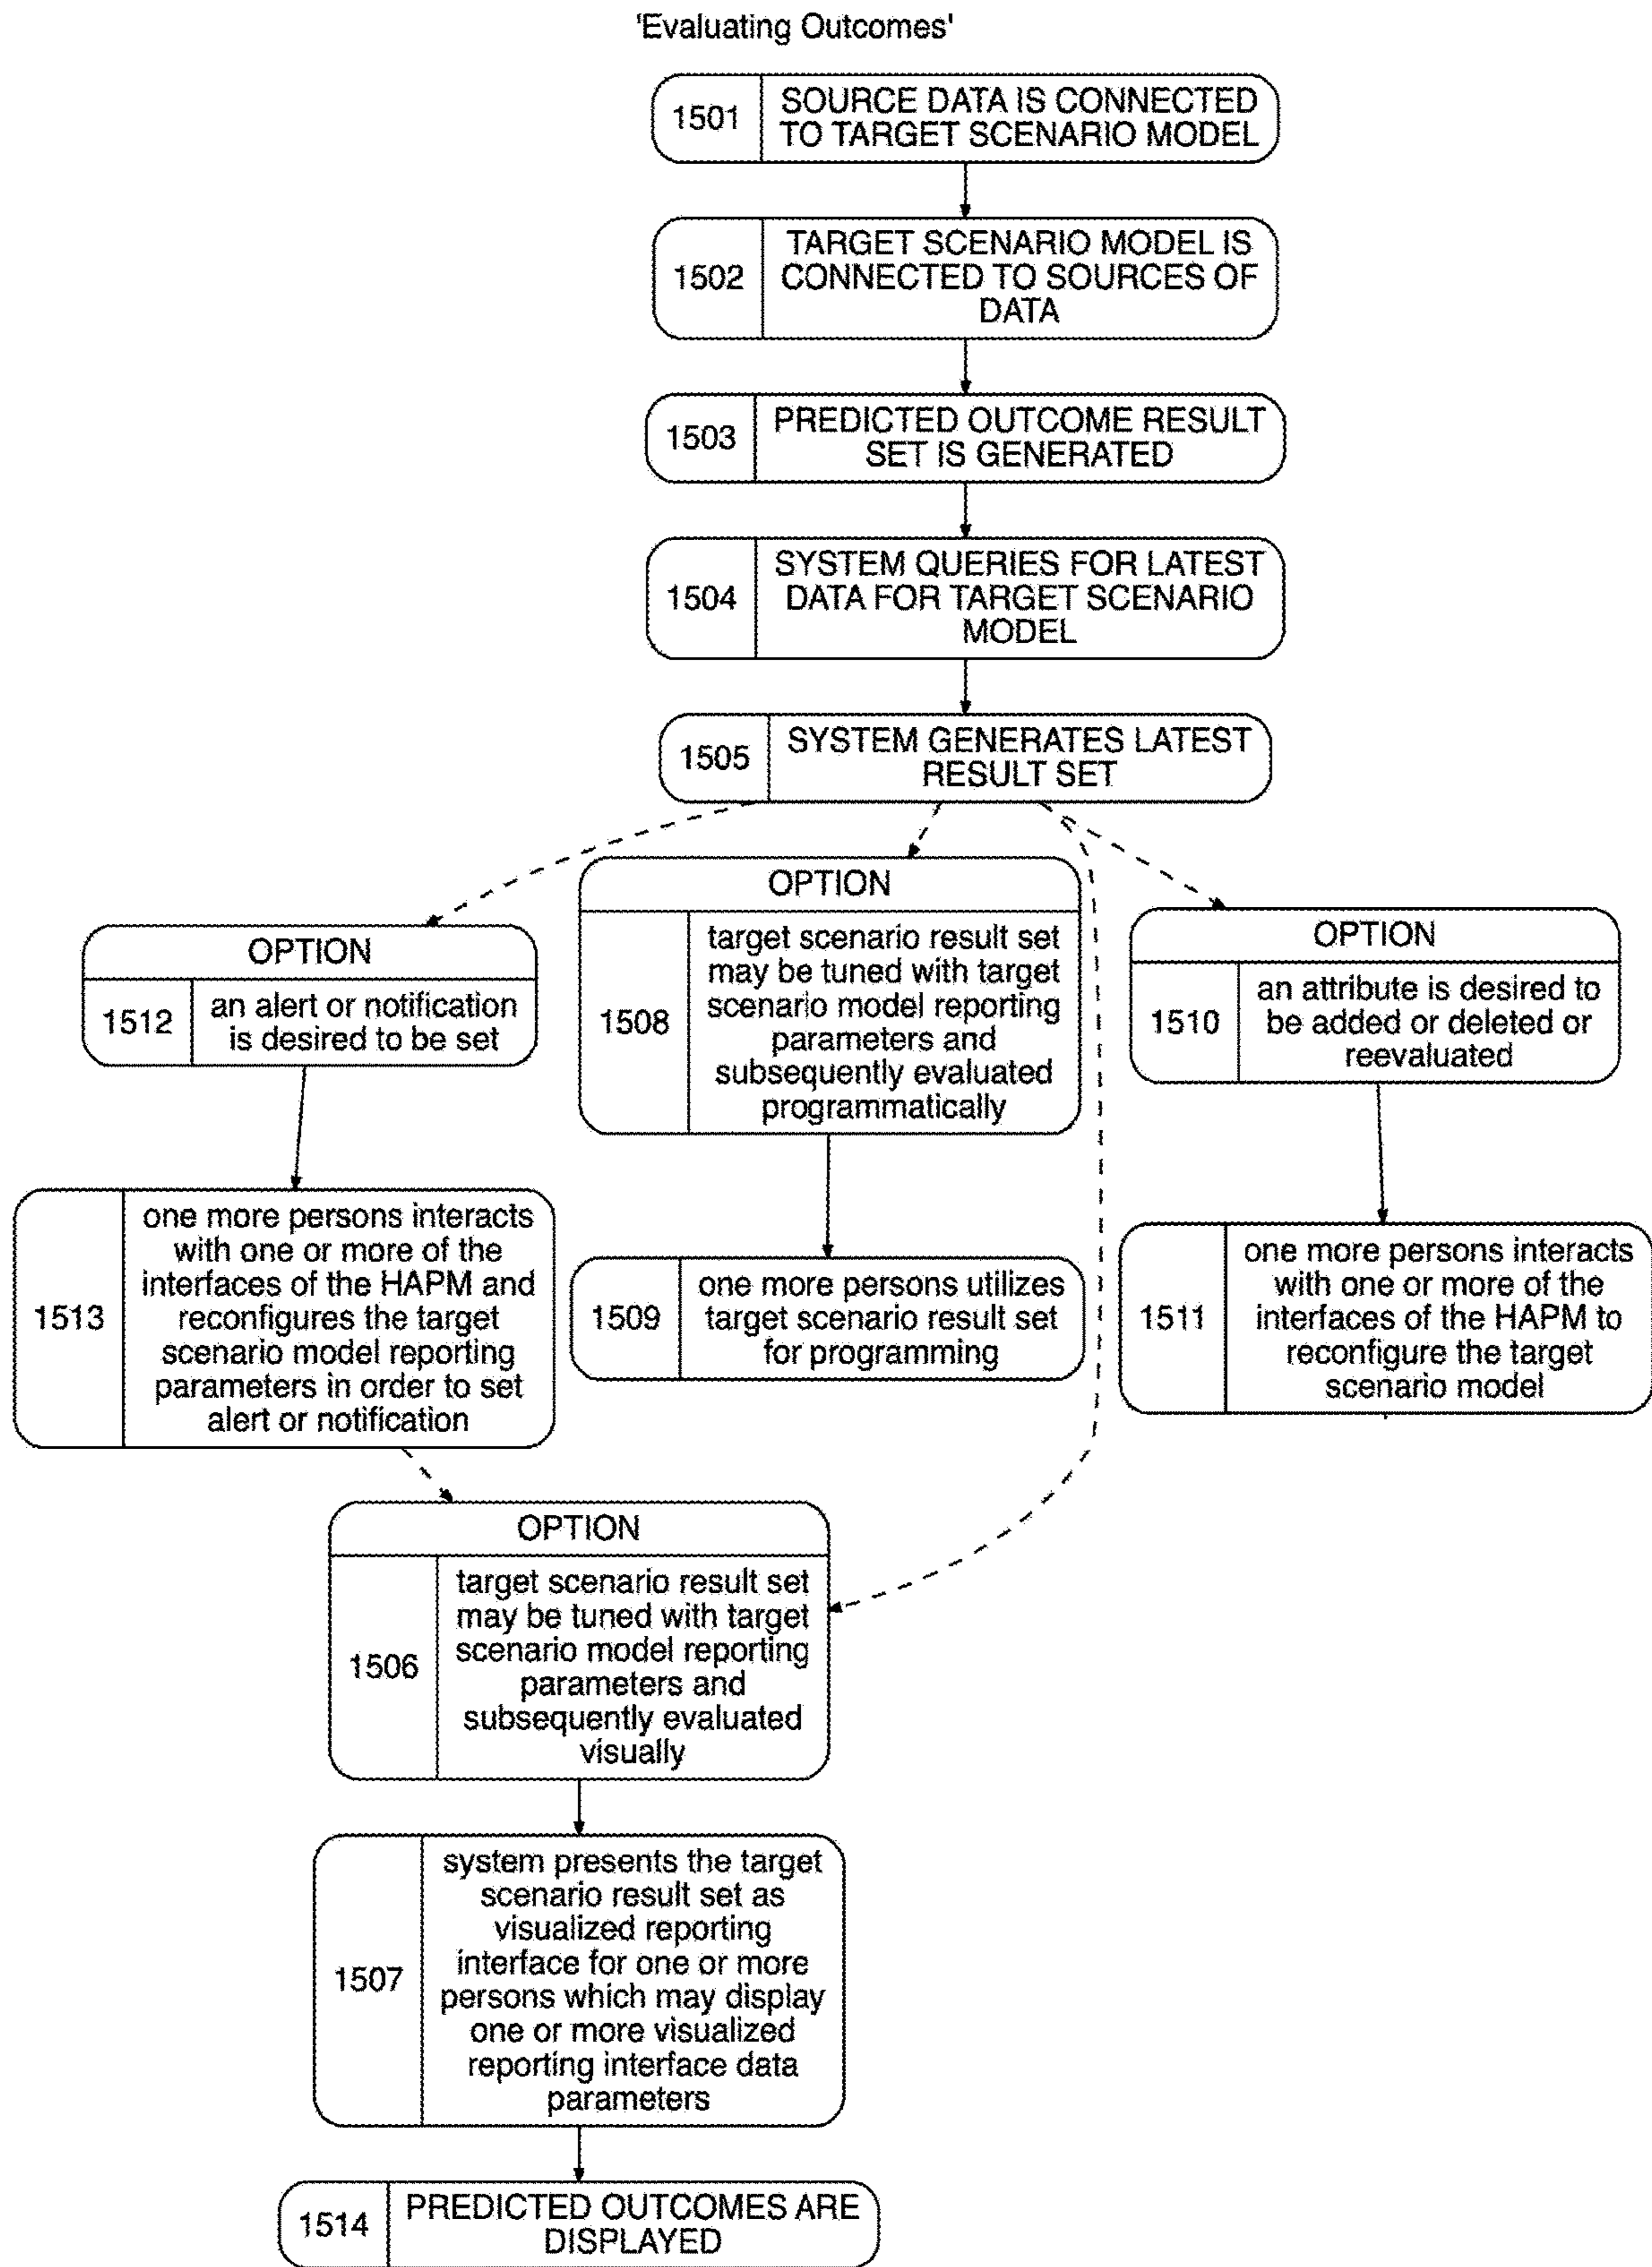 'Evaluating Outcomes'
1501
SOURCE DATA IS CONNECTED
TO TARGET SCENARIO MODEL
1502
TARGET SCENARIO MODEL IS
CONNECTED TO SOURCES OF
DATA
1503
PREDICTED OUTCOME RESULT
SET IS GENERATED
1504
SYSTEM QUERIES FOR LATEST
DATA FOR TARGET SCENARIO
MODEL
1505
SYSTEM GENERATES LATEST
RESULT SET
OPTION
1512
an alert or notification
is desired to be set
OPTION
1508
target scenario result set
may be tuned with target
scenario model reporting
parameters and
subsequently evaluated
programmatically
OPTION
1510
an attribute is desired to
be added or deleted or
reevaluated
1513
one more persons interacts
with one or more of the
interfaces of the HAPM and
reconfigures the target
scenario model reporting
parameters in order to set
alert or notification
1509
one more persons utilizes
target scenario result set
for programming
1511
one more persons interacts
with one or more of the
interfaces of the HAPM to
reconfigure the target
scenario model
OPTION
1506
target scenario result set
may be tuned with target
scenario model reporting
parameters and
subsequently evaluated
visually
1507
system presents the target
scenario result set as
visualized reporting
interface for one or more
persons which may display
one or more visualized
reporting interface data
parameters
1514
PREDICTED OUTCOMES ARE
DISPLAYED